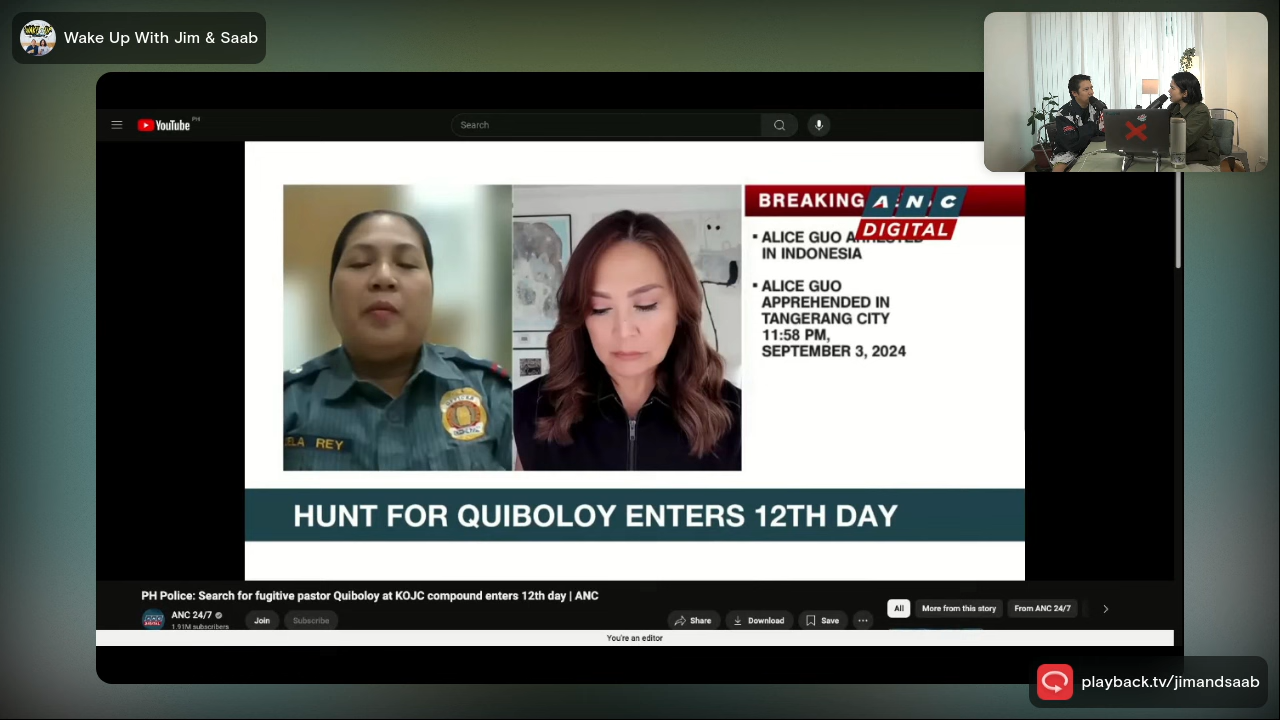 Wake Up With Jim & Saab
YouTube PH
Search
BREAKING
ANC
DIGITAL
ALICE GUO ARRESTED
IN INDONESIA
ALICE GUO
APPREHENDED IN
TANGERANG CITY
11:58 PM,
SEPTEMBER 3, 2024
REY
HUNT FOR QUIBOLOY ENTERS 12TH DAY
PH Police: Search for fugitive pastor Quiboloy at KOJC compound enters 12th day | ANC
ANC 24/7
1.91M subscribers
Join
Subscribe
Share
Download
Save
All
More from this story
From ANC 24/7
You're an editor
playback.tv/jimandsaab